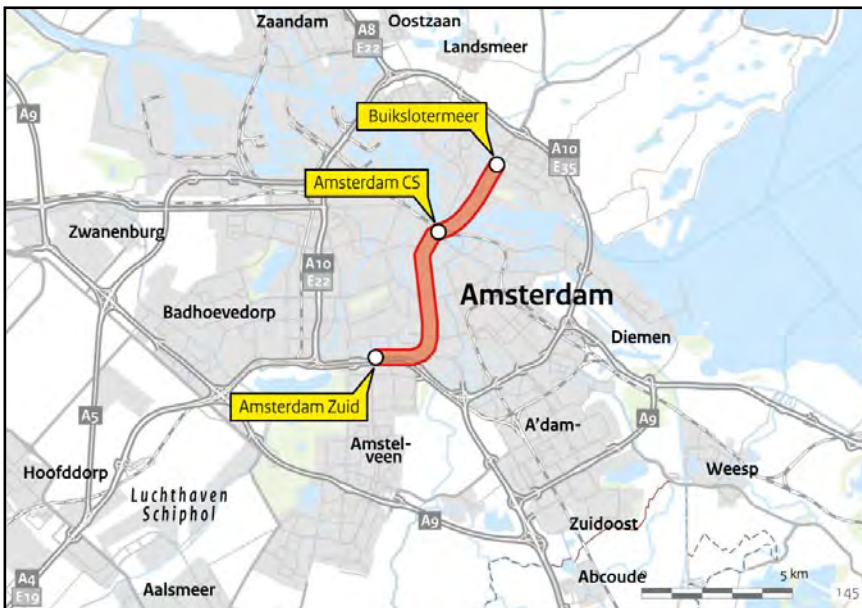 Zaandam
Oostzaan
A8
E22
Landsmeer
A9
Buikslotermeer
A10
E35
Amsterdam CS
Zwanenburg
A10
E22
Amsterdam
Badhoevedorp
Diemen
Amsterdam Zuid
A5
A'dam-
A9
Amstel-
veen
Hoofddorp
Weesp
Luchthaven
Schiphol
A9
Zuidoost
A4
E19
Aalsmeer
Abcoude
5 km
145